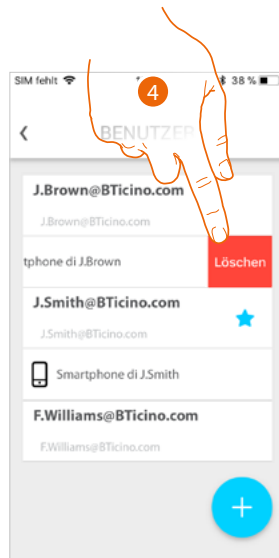 4
SIM fehlt 38 %
BENUTZER
J.Brown@BTicino.com
J.Brown@BTicino.com
tphone di J.Brown Löschen
J.Smith@BTicino.com
J.Smith@BTicino.com
Smartphone di J.Smith
F.Williams@BTicino.com
F.Williams@BTicino.com
+